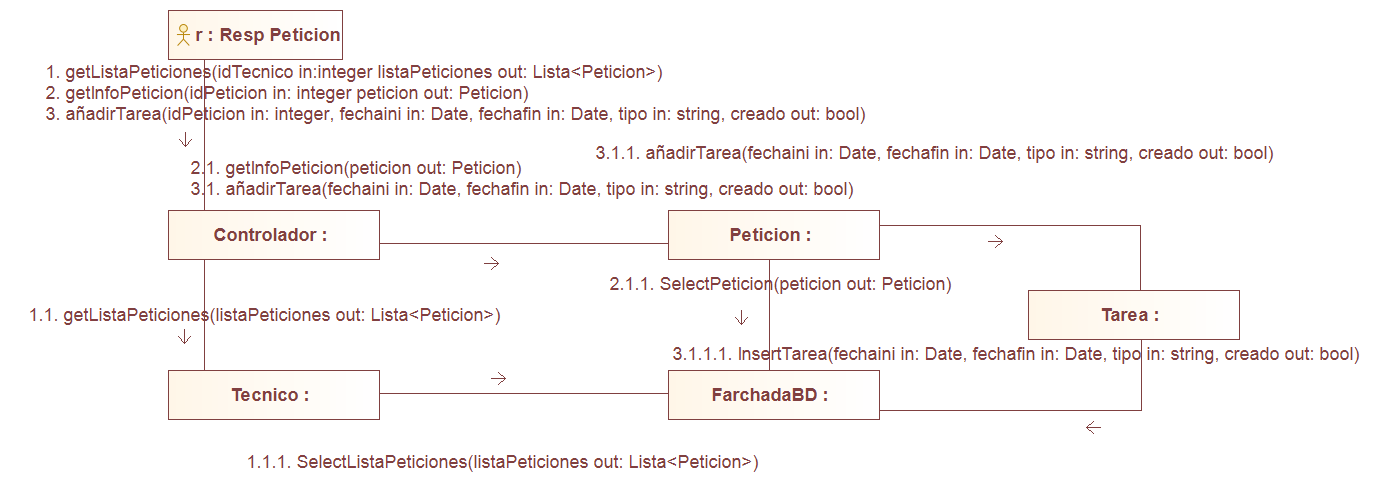 r : Resp Peticion
1. getListaPeticiones(idTecnico in:integer listaPeticiones out: Lista<Peticion>)
2. getInfoPeticion(idPeticion in: integer peticion out: Peticion)
3. añadirTarea(idPeticion in: integer, fechaini in: Date, fechafin in: Date, tipo in: string, creado out: bool)
3.1.1. añadirTarea(fechaini in: Date, fechafin in: Date, tipo in: string, creado out: bool)
2.1. getInfoPeticion(peticion out: Peticion)
3.1. añadirTarea(fechaini in: Date, fechafin in: Date, tipo in: string, creado out: bool)
Controlador :
Peticion :
2.1.1. SelectPeticion(peticion out: Peticion)
Tarea :
1.1. getListaPeticiones(listaPeticiones out: Lista<Peticion>)
3.1.1.1. InsertTarea(fechaini in: Date, fechafin in: Date, tipo in: string, creado out: bool)
Tecnico :
FarchadaBD :
1.1.1. SelectListaPeticiones(listaPeticiones out: Lista<Peticion>)